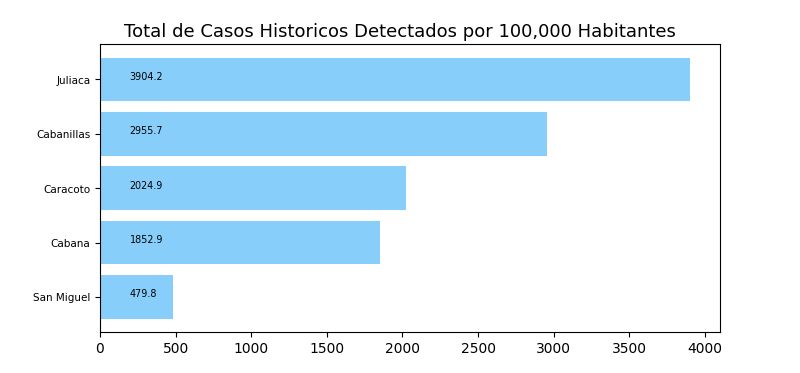 Total de Casos Historicos Detectados por 100,000 Habitantes
Juliaca 3904.2
Cabanillas 2955.7
Caracoto 2024.9
Cabana 1852.9
San Miguel 479.8
0 500 1000 1500 2000 2500 3000 3500 4000